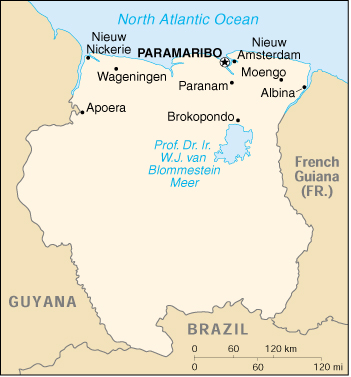 North Atlantic Ocean
Nieuw
Nickerie
PARAMARIBO
Nieuw
Amsterdam
Wageningen
Moengo
Paranam
Albina
Apoera
Brokopondo
Prof. Dr. Ir.
W.J. van
Blommestein
Meer
French
Guiana
(FR.)
GUYANA
BRAZIL
0 60 120 km
0 60 120 mi